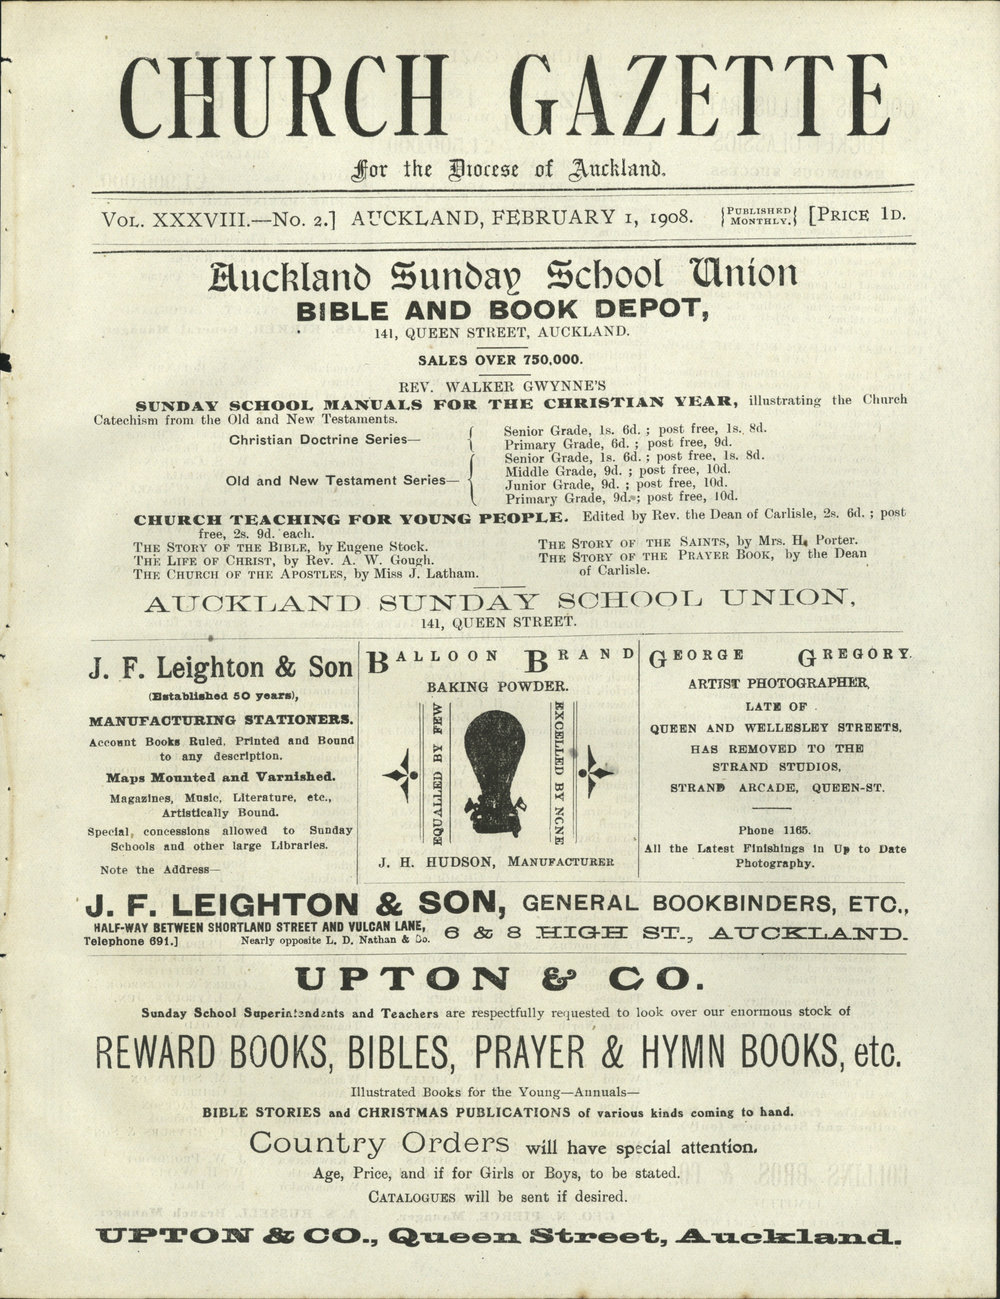 CHURCH GAZETTE
For the Diocese of Auckland.
VOL. XXXVIII.—No. 2.] AUCKLAND, FEBRUARY 1, 1908. {PUBLISHED MONTHLY.} [PRICE 1D.
Auckland Sunday School Union
BIBLE AND BOOK DEPOT,
141, QUEEN STREET, AUCKLAND.
SALES OVER 750,000.
REV. WALKER GWYNNE'S
SUNDAY SCHOOL MANUALS FOR THE CHRISTIAN YEAR, illustrating the Church
Catechism from the Old and New Testaments.
Christian Doctrine Series—
Senior Grade, 1s. 6d. ; post free, 1s. 8d.
Primary Grade, 6d. ; post free, 9d.
Old and New Testament Series—
Senior Grade, 1s. 6d. ; post free, 1s. 8d.
Middle Grade, 9d. ; post free, 10d.
Junior Grade, 9d. ; post free, 10d.
Primary Grade, 9d. ; post free, 10d.
CHURCH TEACHING FOR YOUNG PEOPLE. Edited by Rev. the Dean of Carlisle, 2s. 6d. ; post
free, 2s. 9d. each.
THE STORY OF THE BIBLE, by Eugene Stock.
THE LIFE OF CHRIST, by Rev. A. W. Gough.
THE CHURCH OF THE APOSTLES, by Miss J. Latham.
THE STORY OF THE SAINTS, by Mrs. H. Porter.
THE STORY OF THE PRAYER BOOK, by the Dean
of Carlisle.
AUCKLAND SUNDAY SCHOOL UNION,
141, QUEEN STREET.
J. F. Leighton & Son
(Established 50 years),
MANUFACTURING STATIONERS.
Account Books Ruled, Printed and Bound
to any description.
Maps Mounted and Varnished.
Magazines, Music, Literature, etc.,
Artistically Bound.
Special concessions allowed to Sunday
Schools and other large Libraries.
Note the Address—
BALLOON BRAND
BAKING POWDER.
EQUALLED BY FEW
EXCELLED BY NONE
J. H. HUDSON, MANUFACTURER
GEORGE GREGORY.
ARTIST PHOTOGRAPHER,
LATE OF
QUEEN AND WELLESLEY STREETS,
HAS REMOVED TO THE
STRAND STUDIOS,
STRAND ARCADE, QUEEN-ST.
Phone 1165.
All the Latest Finishings in Up to Date
Photography.
J. F. LEIGHTON & SON, GENERAL BOOKBINDERS, ETC.,
HALF-WAY BETWEEN SHORTLAND STREET AND VULCAN LANE,
Telephone 691.] Nearly opposite L. D. Nathan & Co.
6 & 8 HIGH ST., AUCKLAND.
UPTON & CO.
Sunday School Superintendents and Teachers are respectfully requested to look over our enormous stock of
REWARD BOOKS, BIBLES, PRAYER & HYMN BOOKS, etc.
Illustrated Books for the Young—Annuals—
BIBLE STORIES and CHRISTMAS PUBLICATIONS of various kinds coming to hand.
Country Orders will have special attention.
Age, Price, and if for Girls or Boys, to be stated.
CATALOGUES will be sent if desired.
UPTON & CO., Queen Street, Auckland.